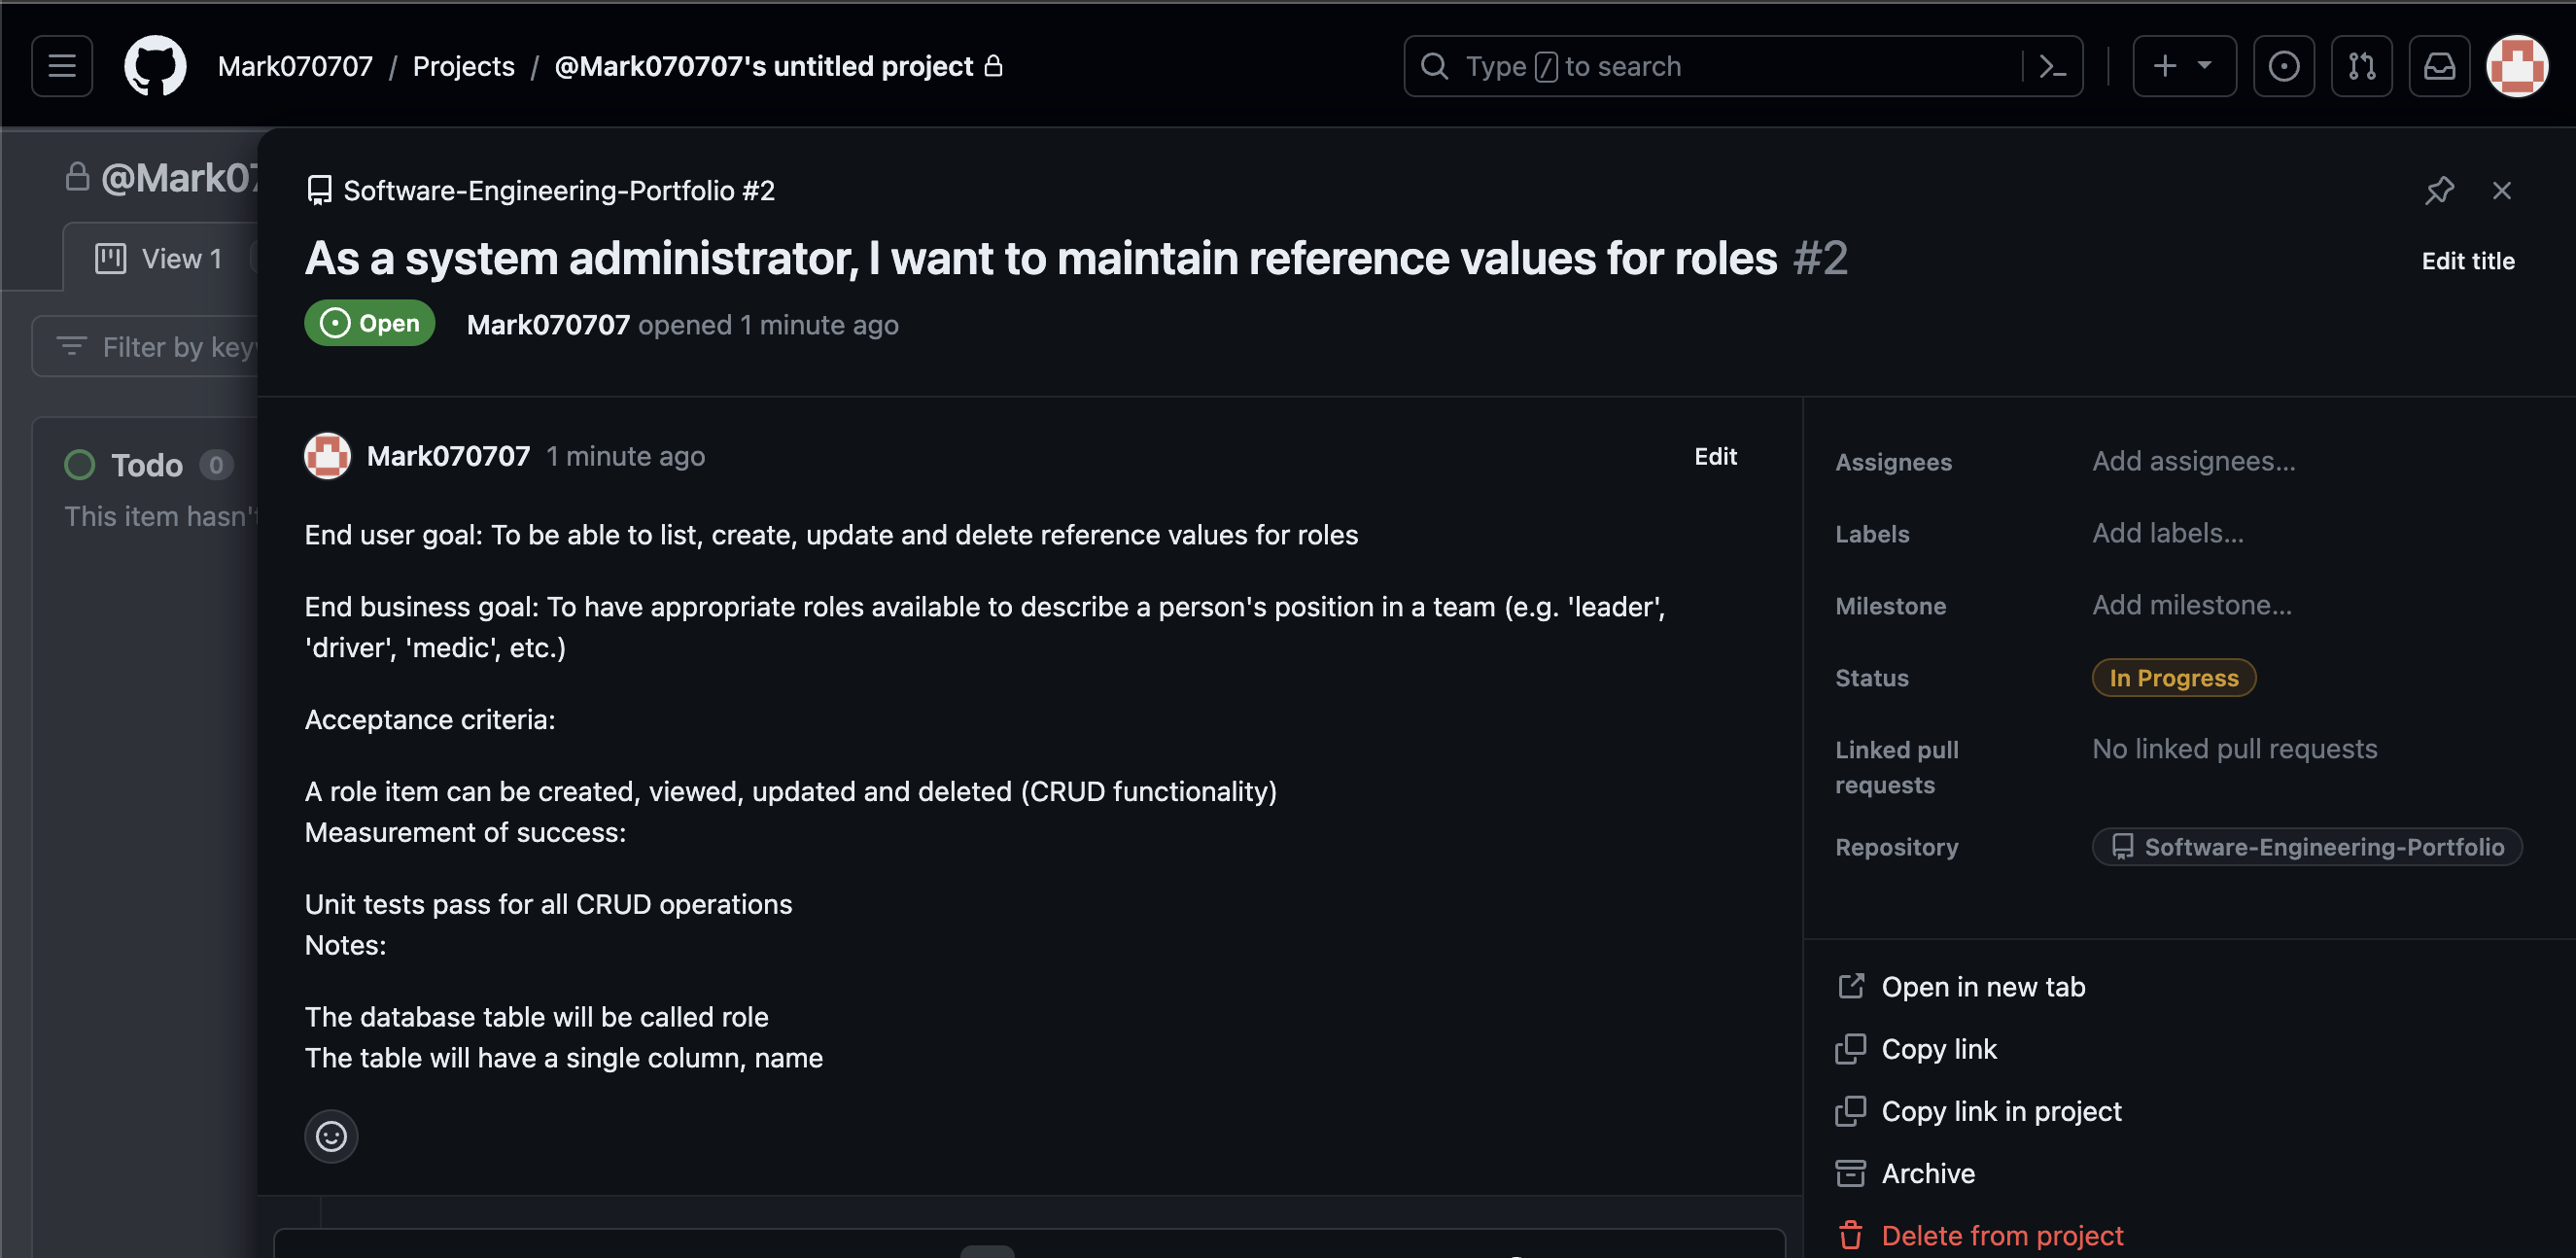 Mark070707 / Projects / @Mark070707's untitled project
Type / to search
@Mark07
View 1
Filter by key
Todo 0
This item hasn't
Software-Engineering-Portfolio #2
As a system administrator, I want to maintain reference values for roles #2
Edit title
Open
Mark070707 opened 1 minute ago
Mark070707 1 minute ago
Edit
End user goal: To be able to list, create, update and delete reference values for roles
End business goal: To have appropriate roles available to describe a person's position in a team (e.g. 'leader',
'driver', 'medic', etc.)
Acceptance criteria:
A role item can be created, viewed, updated and deleted (CRUD functionality)
Measurement of success:
Unit tests pass for all CRUD operations
Notes:
The database table will be called role
The table will have a single column, name
Assignees Add assignees...
Labels Add labels...
Milestone Add milestone...
Status In Progress
Linked pull
requests
No linked pull requests
Repository Software-Engineering-Portfolio
Open in new tab
Copy link
Copy link in project
Archive
Delete from project